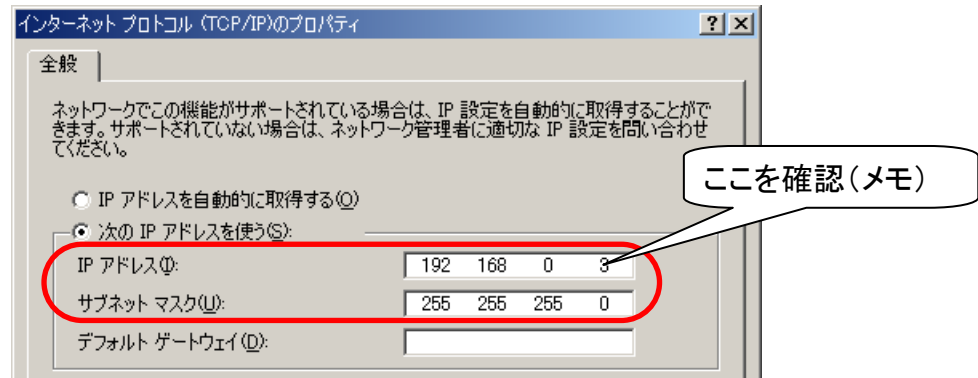 インターネット プロトコル (TCP/IP)のプロパティ
? ×
全般
ネットワークでこの機能がサポートされている場合は、IP 設定を自動的に取得することがで
きます。サポートされていない場合は、ネットワーク管理者に適切な IP 設定を問い合わせ
てください。
ここを確認(メモ)
IP アドレスを自動的に取得する(O)
次の IP アドレスを使う(S):
IP アドレス(I): 192 168 0 3
サブネット マスク(U): 255 255 255 0
デフォルト ゲートウェイ(D):